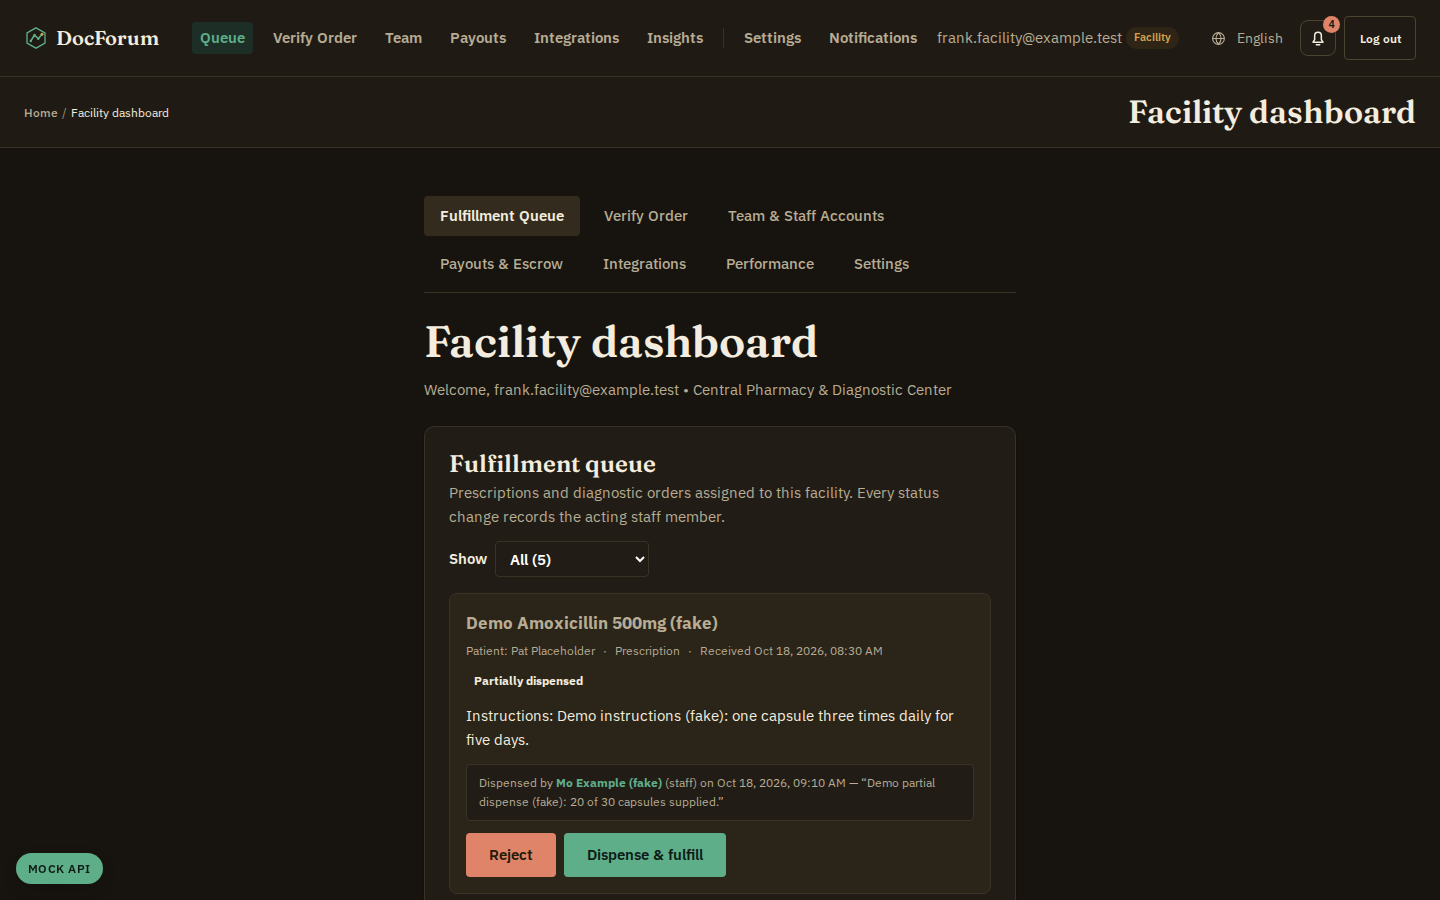 DocForum
Queue
Verify Order
Team
Payouts
Integrations
Insights
Settings
Notifications
frank.facility@example.test
Facility
English
4
Log out
Home / Facility dashboard
Facility dashboard
Fulfillment Queue
Verify Order
Team & Staff Accounts
Payouts & Escrow
Integrations
Performance
Settings
Facility dashboard
Welcome, frank.facility@example.test • Central Pharmacy & Diagnostic Center
Fulfillment queue
Prescriptions and diagnostic orders assigned to this facility. Every status
change records the acting staff member.
Show
All (5)
Demo Amoxicillin 500mg (fake)
Patient: Pat Placeholder · Prescription · Received Oct 18, 2026, 08:30 AM
Partially dispensed
Instructions: Demo instructions (fake): one capsule three times daily for
five days.
Dispensed by Mo Example (fake) (staff) on Oct 18, 2026, 09:10 AM — “Demo partial
dispense (fake): 20 of 30 capsules supplied.”
Reject
Dispense & fulfill
MOCK API